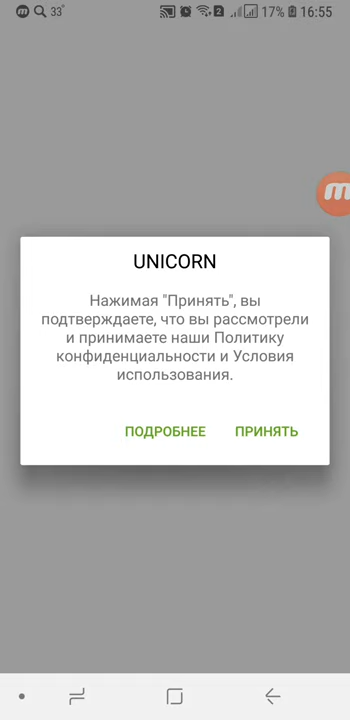 33° 2 17% 16:55
UNICORN
Нажимая "Принять", вы
подтверждаете, что вы рассмотрели
и принимаете наши Политику
конфиденциальности и Условия
использования.
ПОДРОБНЕЕ ПРИНЯТЬ